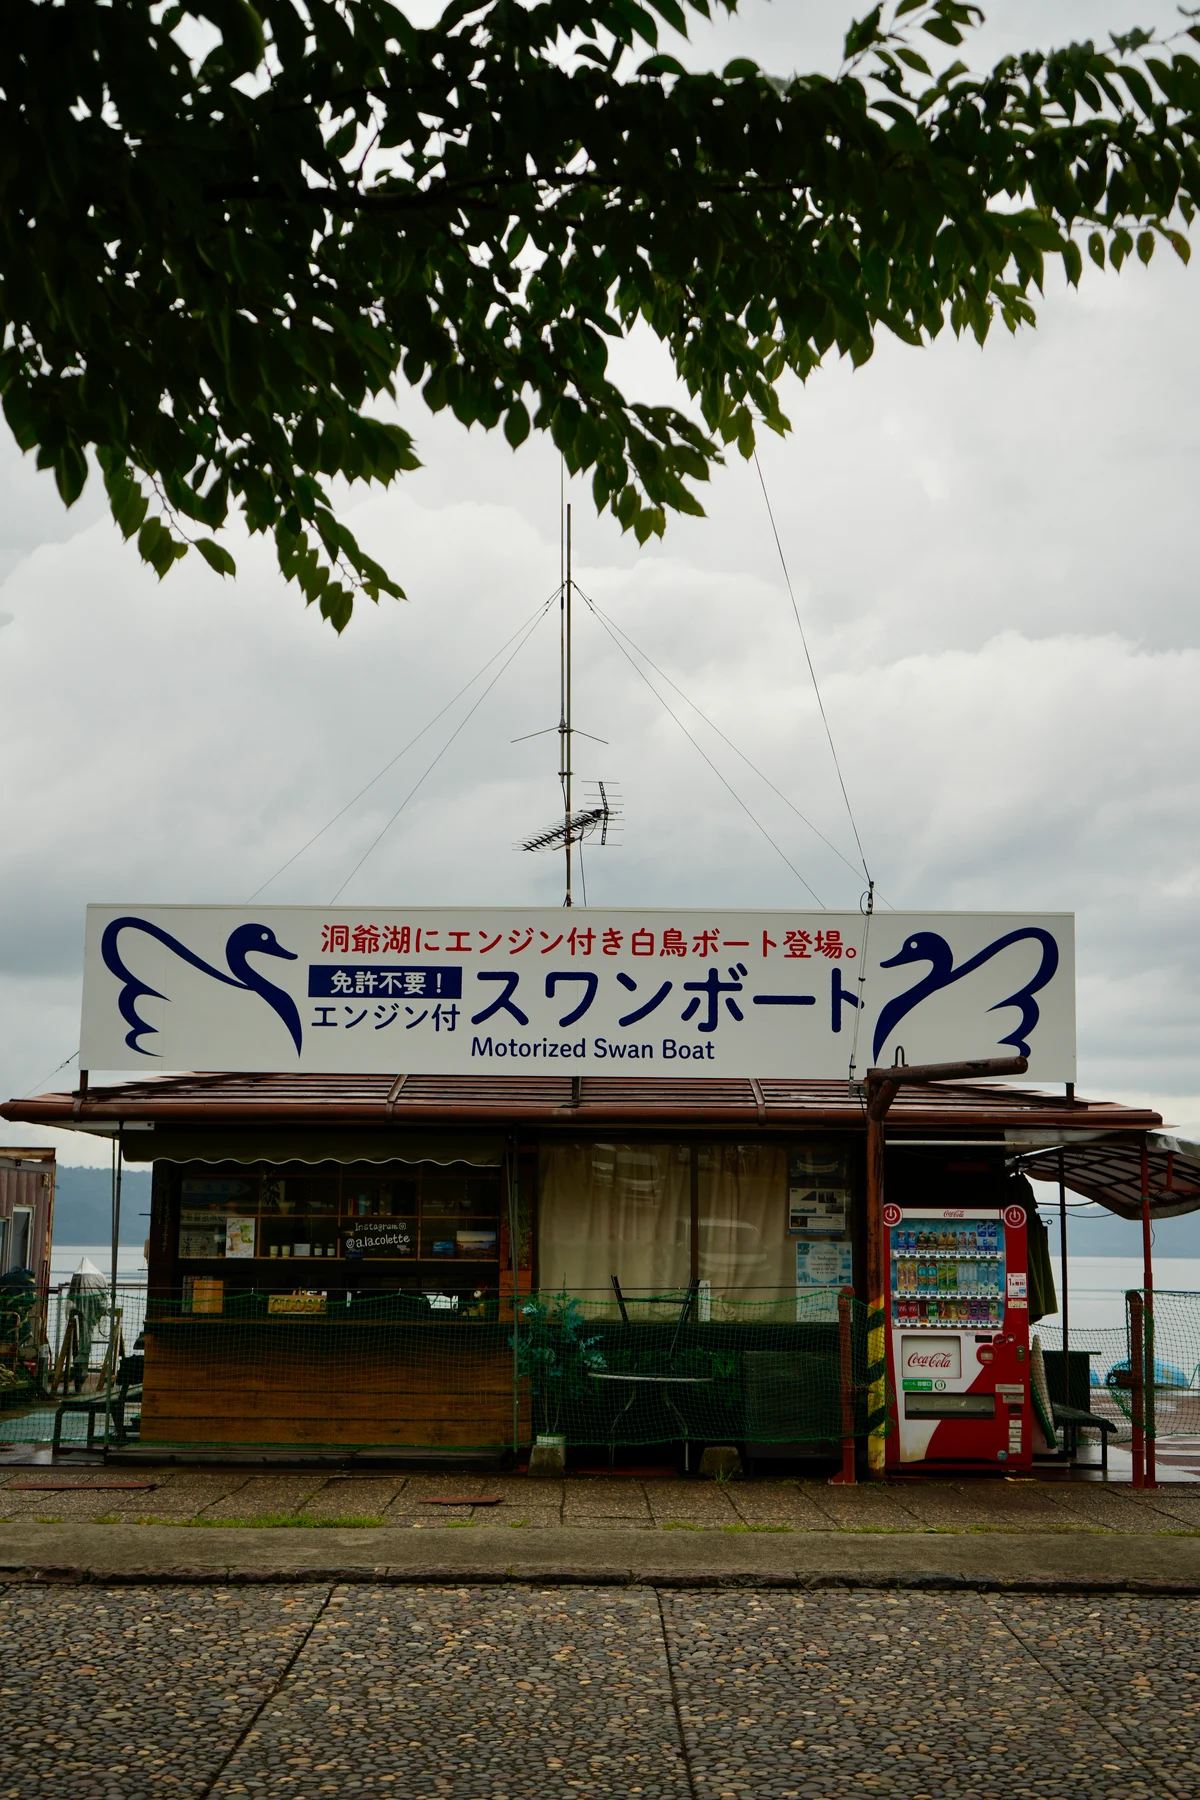 洞爺湖にエンジン付き白鳥ボート登場。
免許不要！
エンジン付 スワンボート
Motorized Swan Boat
Instagram
@a.la.colette
CLOSE
Coca-Cola
Coca-Cola